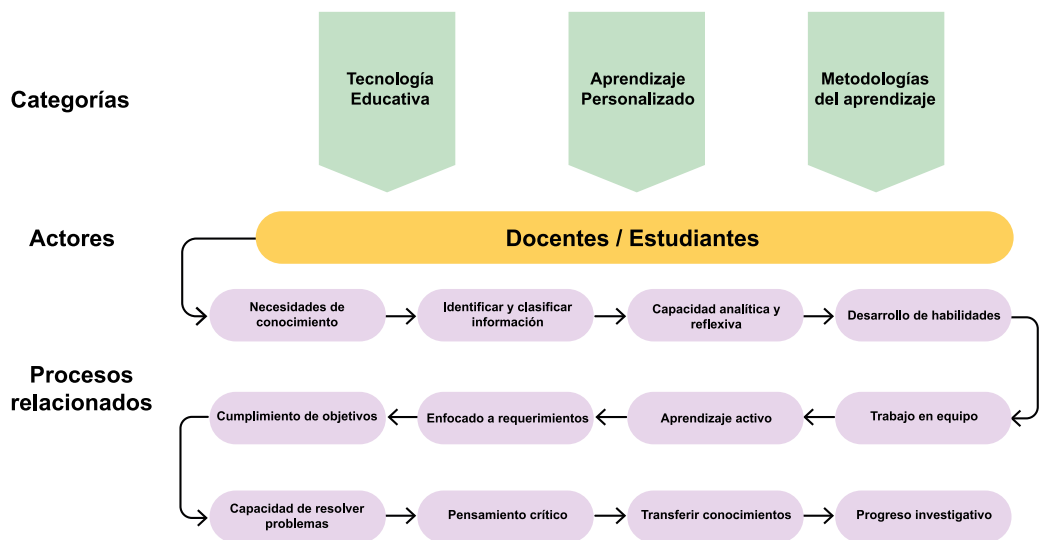 Categorías
Tecnología
Educativa
Aprendizaje
Personalizado
Metodologías
del aprendizaje
Actores
Docentes / Estudiantes
Procesos
relacionados
Necesidades de
conocimiento
Identificar y clasificar
información
Capacidad analítica y
reflexiva
Desarrollo de habilidades
Cumplimiento de objetivos
Enfocado a requerimientos
Aprendizaje activo
Trabajo en equipo
Capacidad de resolver
problemas
Pensamiento crítico
Transferir conocimientos
Progreso investigativo